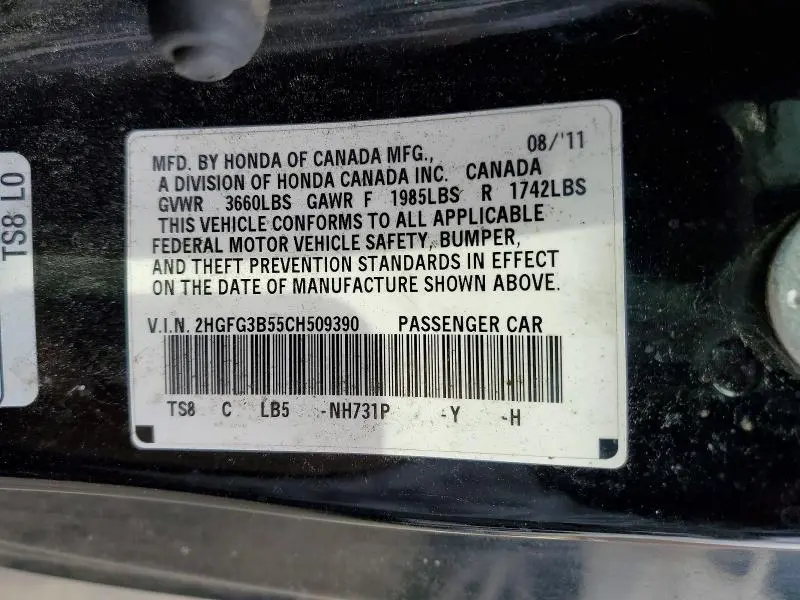 TS8 LO
08/'11
MFD. BY HONDA OF CANADA MFG.,
A DIVISION OF HONDA CANADA INC. CANADA
GVWR 3660LBS GAWR F 1985LBS R 1742LBS
THIS VEHICLE CONFORMS TO ALL APPLICABLE
FEDERAL MOTOR VEHICLE SAFETY, BUMPER,
AND THEFT PREVENTION STANDARDS IN EFFECT
ON THE DATE OF MANUFACTURE SHOWN ABOVE.
V.I.N. 2HGFG3B55CH509390 PASSENGER CAR
TS8 C LB5 -NH731P -Y -H